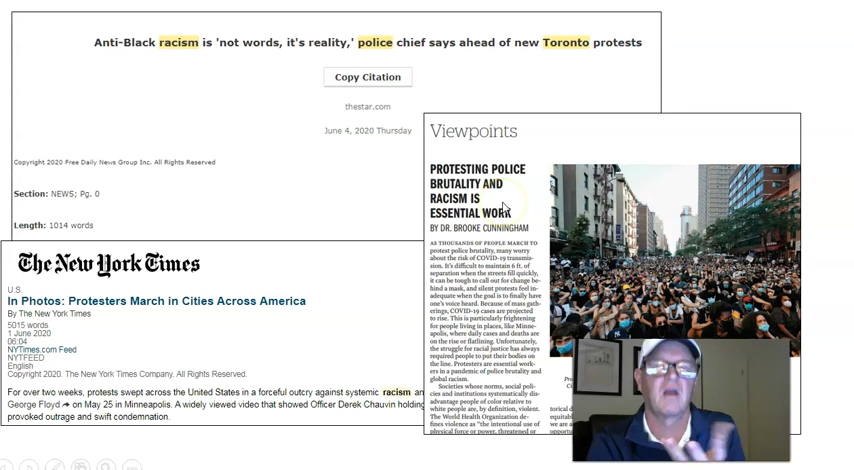 Anti-Black racism is 'not words, it's reality,' police chief says ahead of new Toronto protests
Copy Citation
thestar.com
June 4, 2020 Thursday
Copyright 2020 Free Daily News Group Inc. All Rights Reserved
Section: NEWS; Pg. 0
Length: 1014 words
The New York Times
U.S.
In Photos: Protesters March in Cities Across America
By The New York Times
5015 words
1 June 2020
06:04
NYTimes.com Feed
NYTFEED
English
Copyright 2020. The New York Times Company. All Rights Reserved.
For over two weeks, protests swept across the United States in a forceful outcry against systemic racism an
George Floyd on May 25 in Minneapolis. A widely viewed video that showed Officer Derek Chauvin holding
provoked outrage and swift condemnation.
Viewpoints
PROTESTING POLICE
BRUTALITY AND
RACISM IS
ESSENTIAL WORK
BY DR. BROOKE CUNNINGHAM
AS THOUSANDS OF PEOPLE MARCH TO
protest police brutality, many worry
about the risk of COVID-19 transmis-
sion. It's difficult to maintain 6 ft. of
separation when the streets fill quickly,
it can be tough to call out for change be-
hind a mask, and silent protests feel in-
adequate when the goal is to finally have
one's voice heard. Because of mass gath-
erings, COVID-19 cases are projected
to rise. This is particularly frightening
for people living in places, like Minne-
apolis, where daily cases and deaths are
on the rise or flatlining. Unfortunately,
the struggle for racial justice has always
required people to put their bodies on
the line. Protesters are essential work-
ers in a pandemic of police brutality and
global racism.
Societies whose norms, social poli-
cies and institutions systematically dis-
advantage people of color relative to
white people are, by definition, violent.
The World Health Organization de-
fines violence as "the intentional use of
physical force or power, threatened or